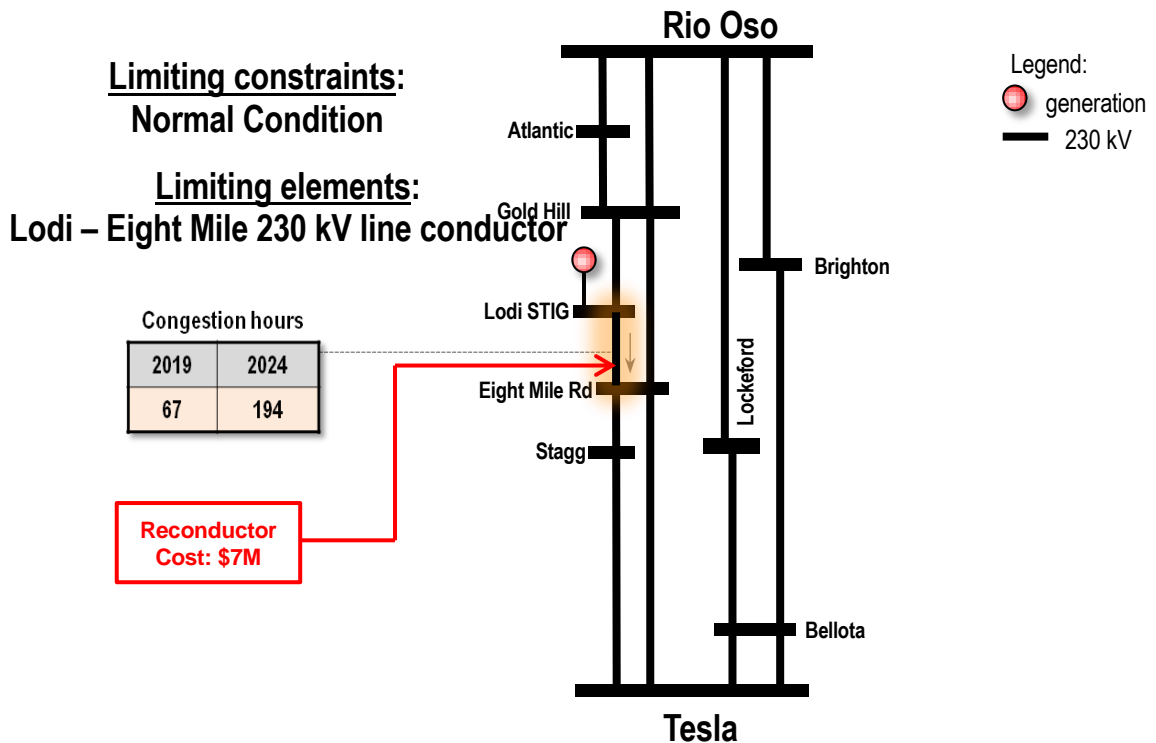 Rio Oso
Limiting constraints:
Normal Condition
Limiting elements:
Lodi – Eight Mile 230 kV line conductor
Legend:
generation
230 kV
Atlantic
Gold Hill
Brighton
Lodi STIG
Congestion hours
2019 2024
67 194
Eight Mile Rd
Lockeford
Stagg
Reconductor
Cost: $7M
Bellota
Tesla